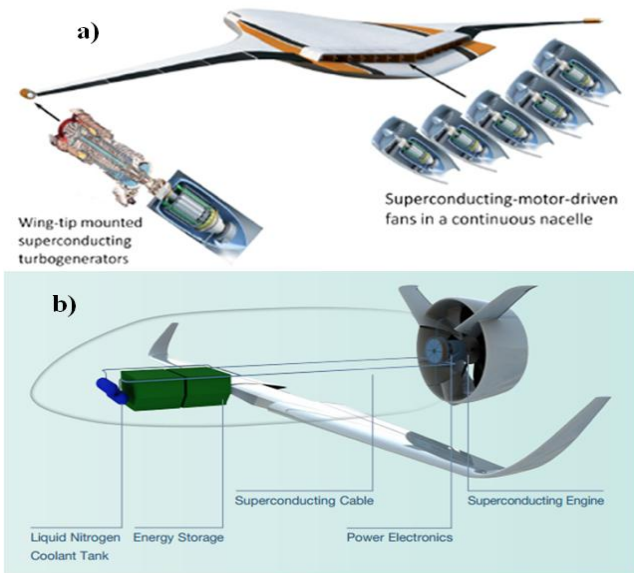 a)
Wing-tip mounted
superconducting
turbogenerators
Superconducting-motor-driven
fans in a continuous nacelle
b)
Superconducting Cable
Superconducting Engine
Liquid Nitrogen
Coolant Tank
Energy Storage
Power Electronics